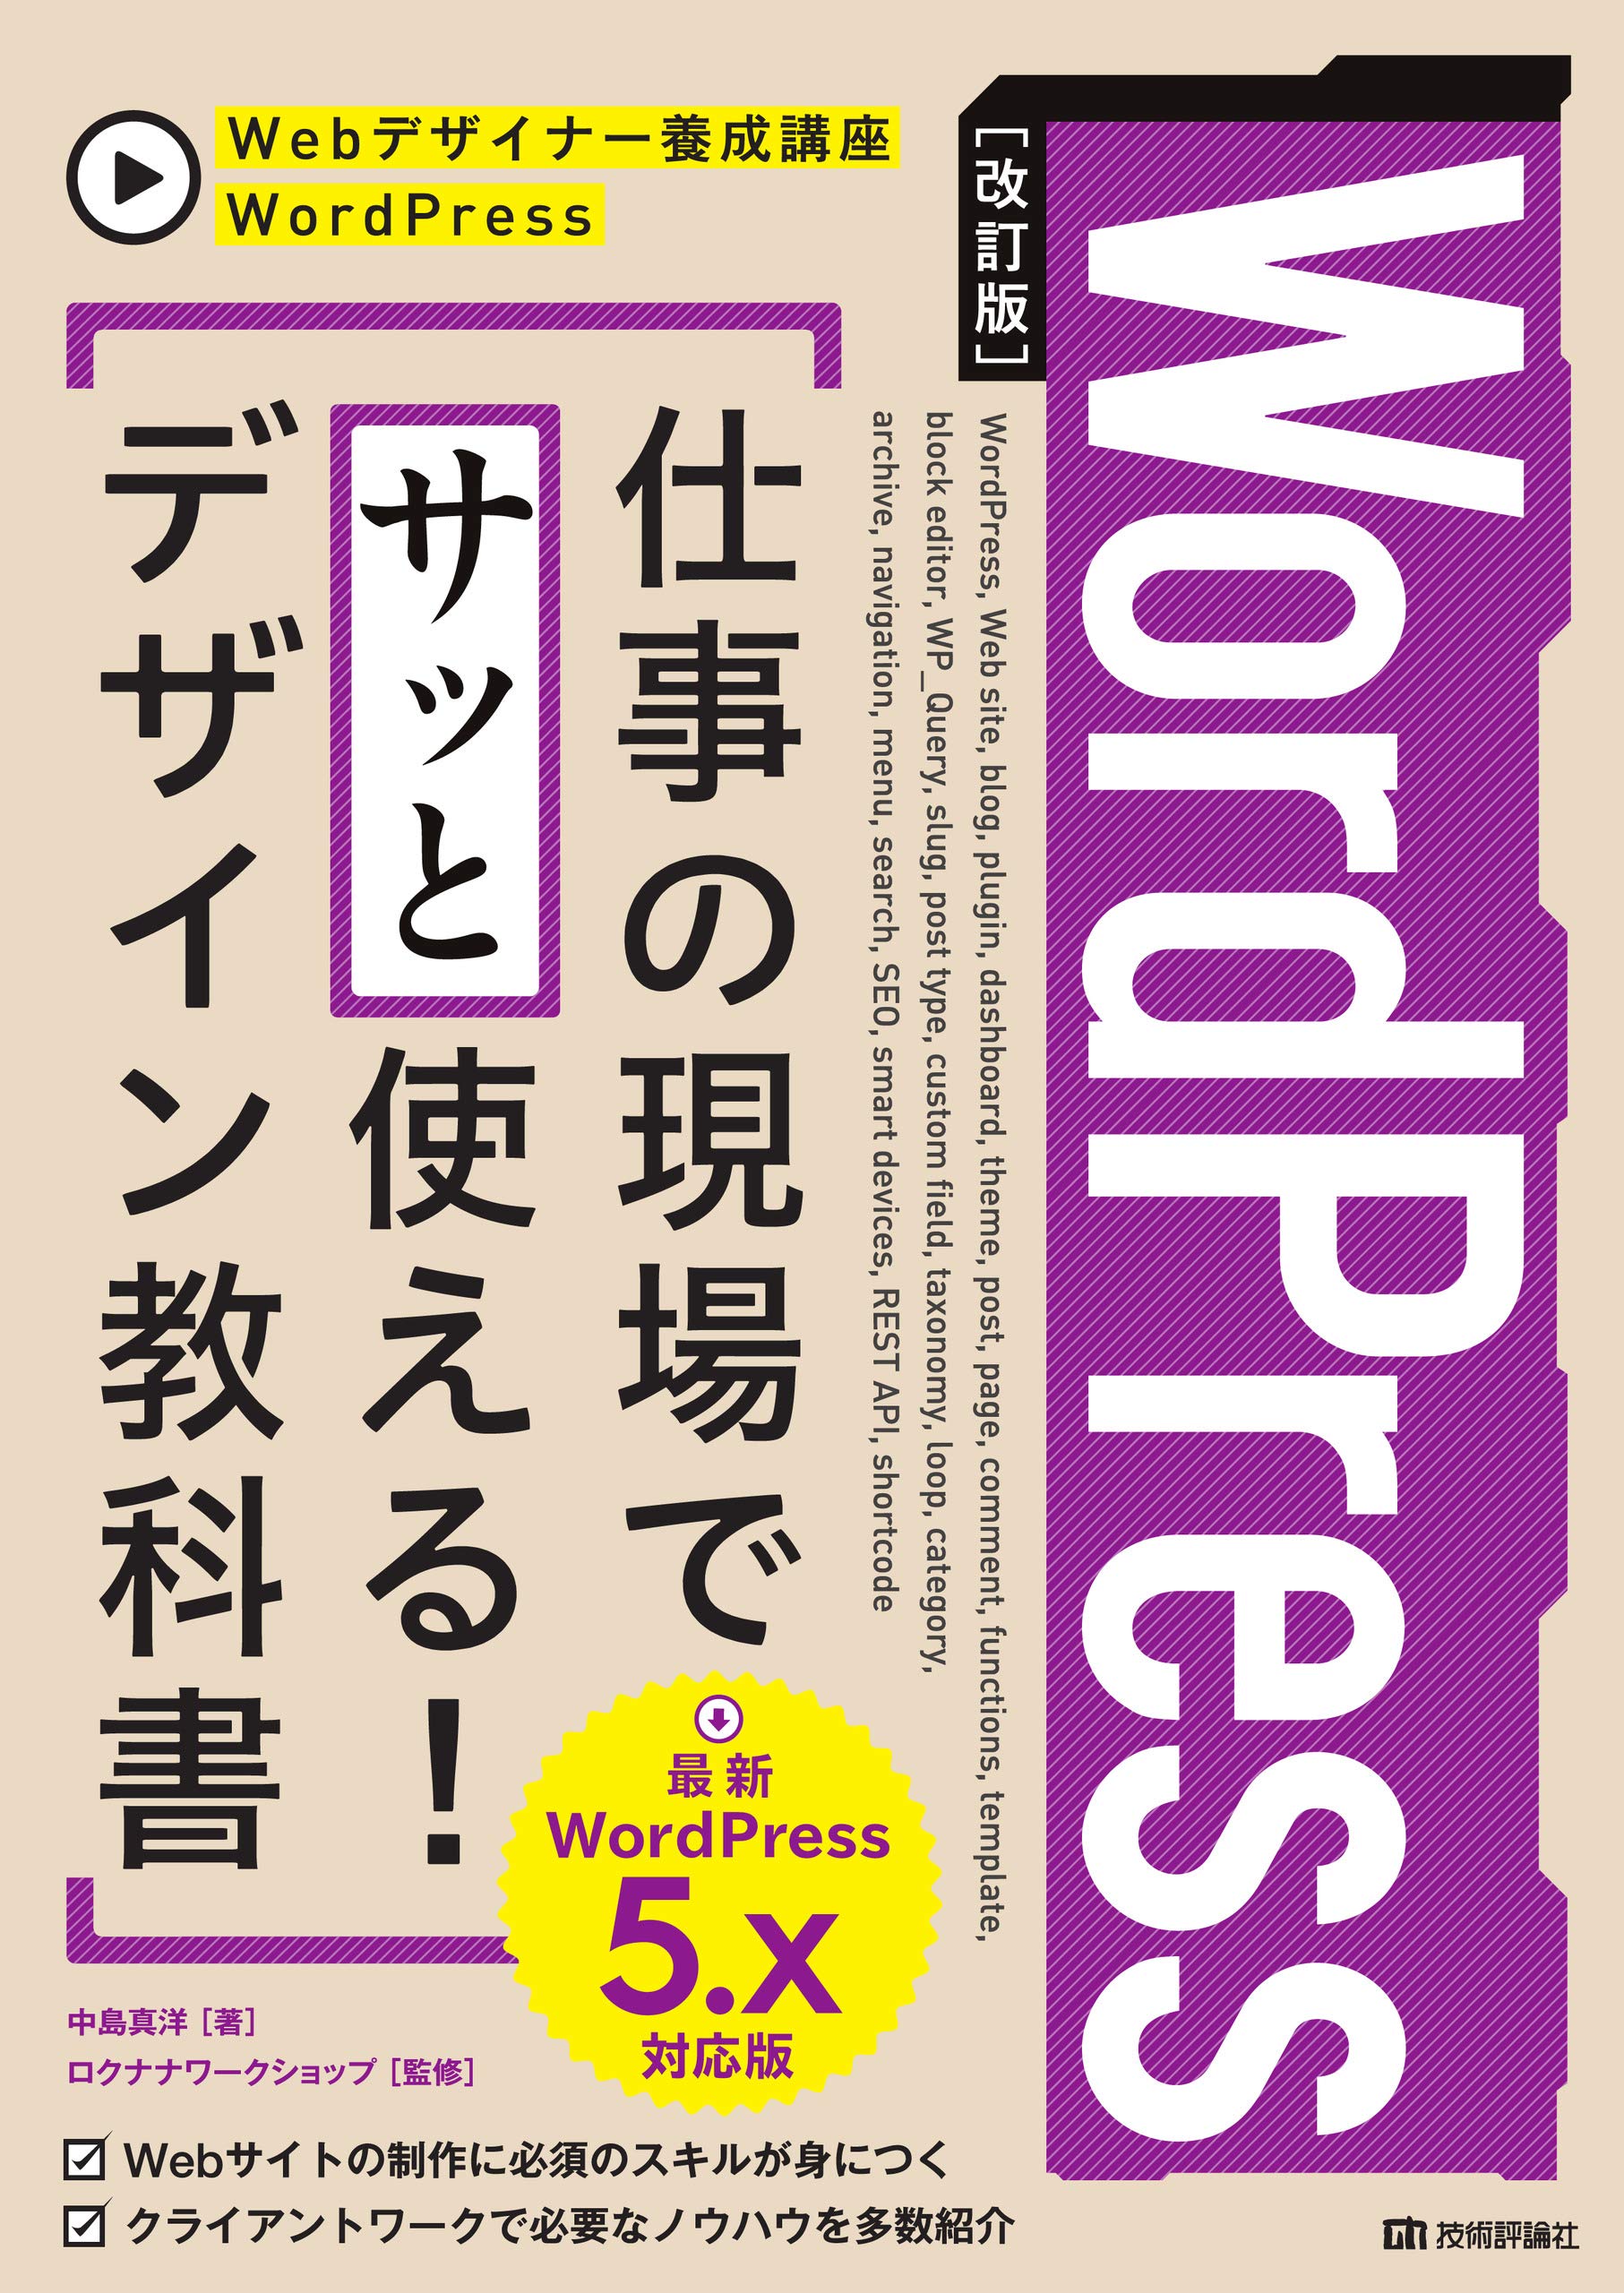 Webデザイナー養成講座
WordPress
[改訂版]
WordPress
WordPress, Web site, blog, plugin, dashboard, theme, post, page, comment, functions, template,
block editor, WP_Query, slug, post type, custom field, taxonomy, loop, category,
archive, navigation, menu, search, SEO, smart devices, REST API, shortcode
仕事の現場で
サッと使える!
デザイン教科書
最新
WordPress
5.x
対応版
中島真洋 [著]
ロクナナワークショップ [監修]
Webサイトの制作に必須のスキルが身につく
クライアントワークで必要なノウハウを多数紹介
技術評論社